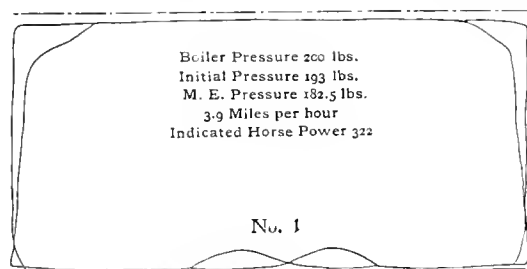 Boiler Pressure 200 lbs.
Initial Pressure 193 lbs.
M. E. Pressure 182.5 lbs.
3.9 Miles per hour
Indicated Horse Power 322
No. 1